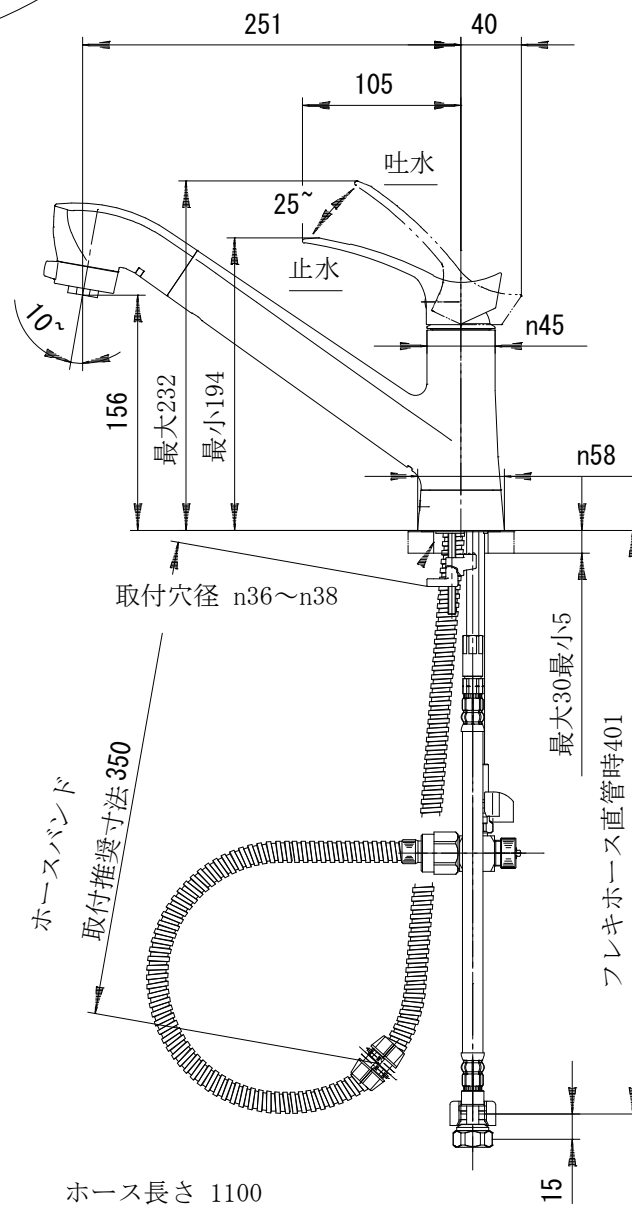 251
40
105
吐水
25~
止水
n45
10~
156
最大232
最小194
n58
取付穴径 n36～n38
最大30最小5
フレキホース直管時401
ホースバンド
取付推奨寸法350
15
ホース長さ 1100